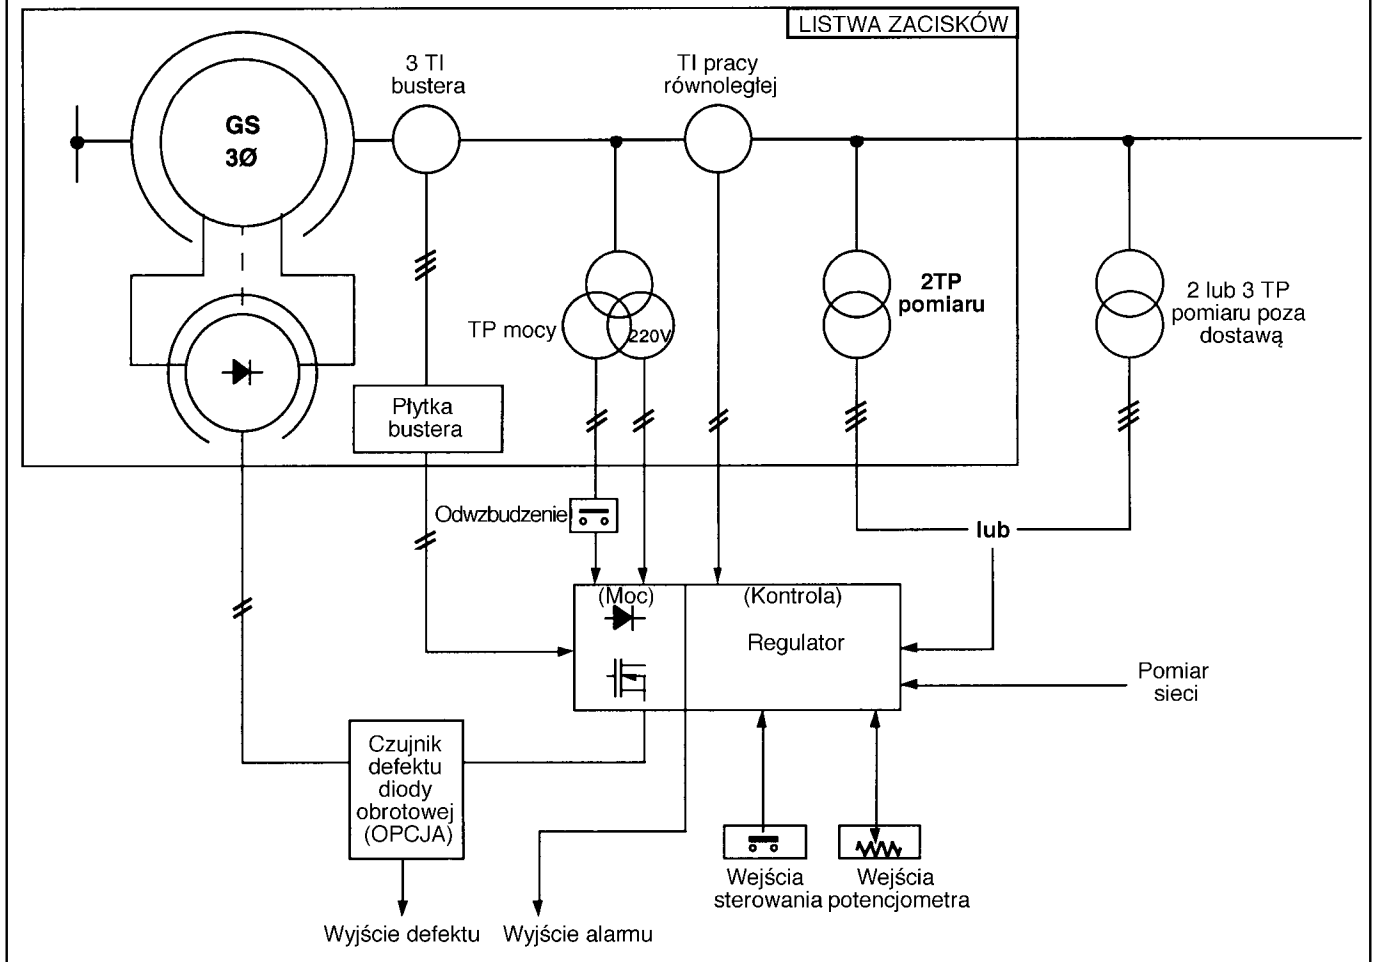 LISTWA ZACISKÓW
3 TI
bustera
TI pracy
równoległej
GS
3Ø
TP mocy
220V
2TP
pomiaru
2 lub 3 TP
pomiaru poza
dostawą
Płytka
bustera
Odwzbudzenie
lub
(Moc)
(Kontrola)
Regulator
Pomiar
sieci
Czujnik
defektu
diody
obrotowej
(OPCJA)
Wejścia
sterowania
Wejścia
potencjometra
Wyjście defektu
Wyjście alarmu